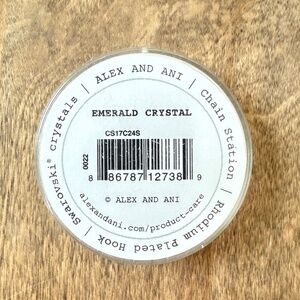 ALEX AND ANI | Chain Station | Rhodium Plated Hook | Swarovski® crystals |
EMERALD CRYSTAL
CS17C24S
0022
8 86787 12738 9
© ALEX AND ANI
alexandani.com/product-care